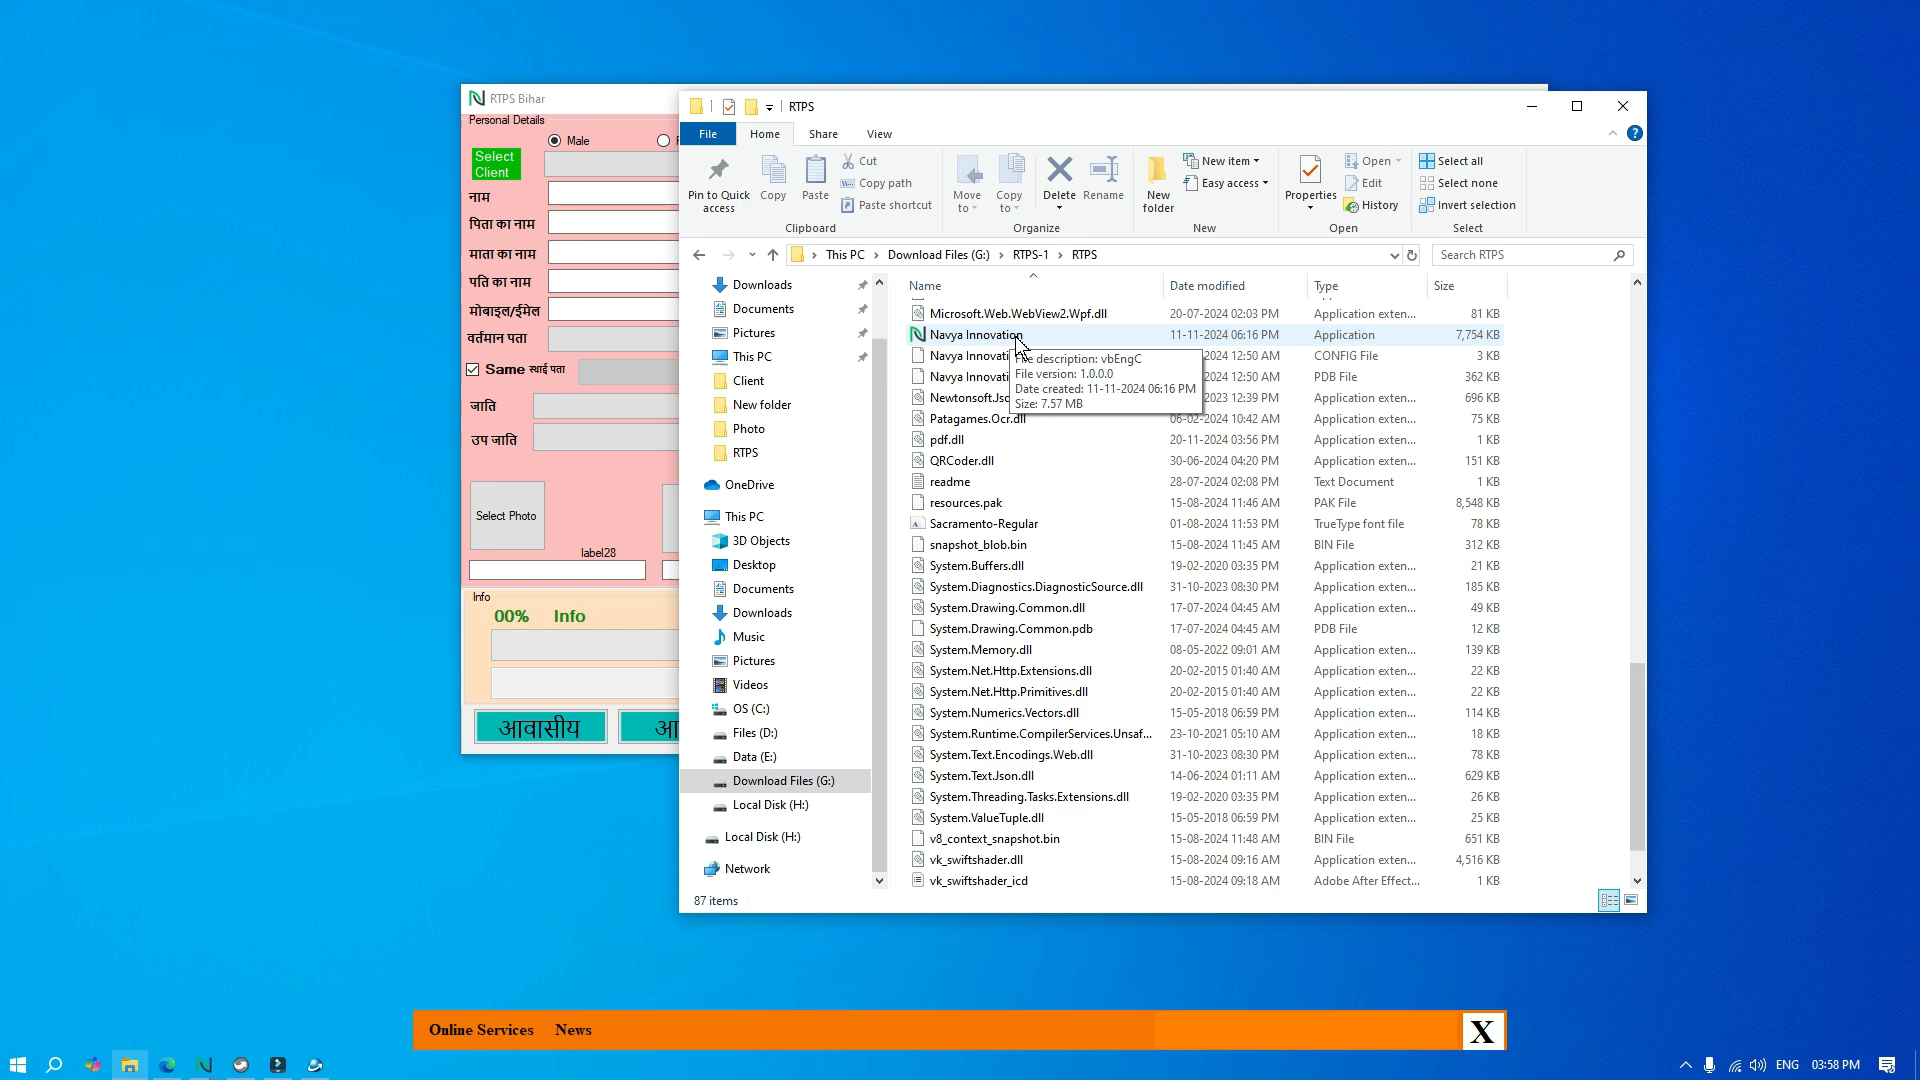 RTPS Bihar
Personal Details
Male
Select
Client
नाम
पिता का नाम
माता का नाम
पति का नाम
मोबाइल/ईमेल
वर्तमान पता
Same स्थाई पता
जाति
उप जाति
Select Photo
label28
Info
00% Info
आवासीय
RTPS
File Home Share View
Pin to Quick
access
Copy
Paste
Cut
Copy path
Paste shortcut
Clipboard
Move
to
Copy
to
Delete
Rename
Organize
New
folder
New item
Easy access
New
Properties
Open
Edit
History
Open
Select all
Select none
Invert selection
Select
This PC Download Files (G:) RTPS-1 RTPS
Search RTPS
Downloads
Documents
Pictures
This PC
Client
New folder
Photo
RTPS
OneDrive
This PC
3D Objects
Desktop
Documents
Downloads
Music
Pictures
Videos
OS (C:)
Files (D:)
Data (E:)
Download Files (G:)
Local Disk (H:)
Local Disk (H:)
Network
Name Date modified Type Size
Microsoft.Web.WebView2.Wpf.dll 20-07-2024 02:03 PM Application exten... 81 KB
Navya Innovation 11-11-2024 06:16 PM Application 7,754 KB
Navya Innovati 2024 12:50 AM CONFIG File 3 KB
Navya Innovati 2024 12:50 AM PDB File 362 KB
Newtonsoft.Jsc 2023 12:39 PM Application exten... 696 KB
File description: vbEngC
File version: 1.0.0.0
Date created: 11-11-2024 06:16 PM
Size: 7.57 MB
Patagames.Ocr.dll 06-02-2024 10:42 AM Application exten... 75 KB
pdf.dll 20-11-2024 03:56 PM Application exten... 1 KB
QRCoder.dll 30-06-2024 04:20 PM Application exten... 151 KB
readme 28-07-2024 02:08 PM Text Document 1 KB
resources.pak 15-08-2024 11:46 AM PAK File 8,548 KB
Sacramento-Regular 01-08-2024 11:53 PM TrueType font file 78 KB
snapshot_blob.bin 15-08-2024 11:45 AM BIN File 312 KB
System.Buffers.dll 19-02-2020 03:35 PM Application exten... 21 KB
System.Diagnostics.DiagnosticSource.dll 31-10-2023 08:30 PM Application exten... 185 KB
System.Drawing.Common.dll 17-07-2024 04:45 AM Application exten... 49 KB
System.Drawing.Common.pdb 17-07-2024 04:45 AM PDB File 12 KB
System.Memory.dll 08-05-2022 09:01 AM Application exten... 139 KB
System.Net.Http.Extensions.dll 20-02-2015 01:40 AM Application exten... 22 KB
System.Net.Http.Primitives.dll 20-02-2015 01:40 AM Application exten... 22 KB
System.Numerics.Vectors.dll 15-05-2018 06:59 PM Application exten... 114 KB
System.Runtime.CompilerServices.Unsaf... 23-10-2021 05:10 AM Application exten... 18 KB
System.Text.Encodings.Web.dll 31-10-2023 08:30 PM Application exten... 78 KB
System.Text.Json.dll 14-06-2024 01:11 AM Application exten... 629 KB
System.Threading.Tasks.Extensions.dll 19-02-2020 03:35 PM Application exten... 26 KB
System.ValueTuple.dll 15-05-2018 06:59 PM Application exten... 25 KB
v8_context_snapshot.bin 15-08-2024 11:48 AM BIN File 651 KB
vk_swiftshader.dll 15-08-2024 09:16 AM Application exten... 4,516 KB
vk_swiftshader_icd 15-08-2024 09:18 AM Adobe After Effect... 1 KB
87 items
Online Services News X
ENG 03:58 PM